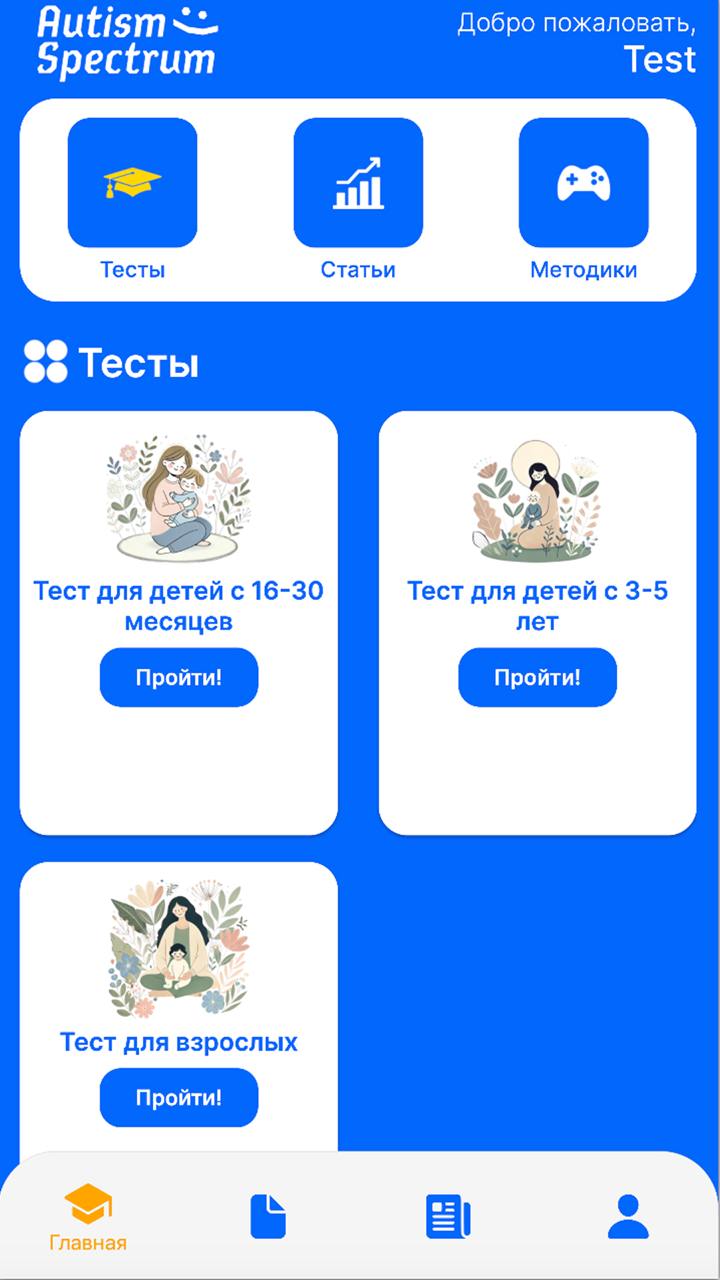 Autism
Spectrum
Добро пожаловать,
Test
Тесты
Статьи
Методики
Тесты
Тест для детей с 16-30
месяцев
Пройти!
Тест для детей с 3-5
лет
Пройти!
Тест для взрослых
Пройти!
Главная